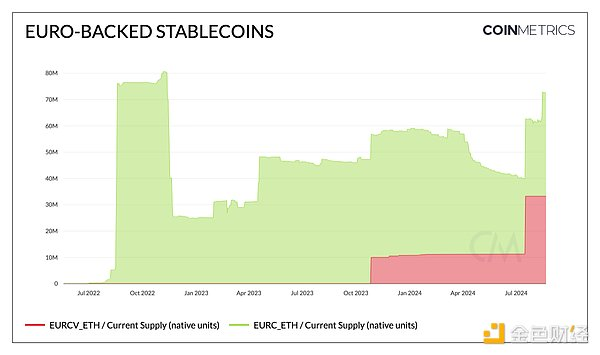 EURO-BACKED STABLECOINS
COINMETRICS
80M
70M
60M
50M
40M
30M
20M
10M
0
Jul 2022 Oct 2022 Jan 2023 Apr 2023 Jul 2023 Oct 2023 Jan 2024 Apr 2024 Jul 2024
CM
EURCV_ETH / Current Supply (native units) EURC_ETH / Current Supply (native units)
金色财经